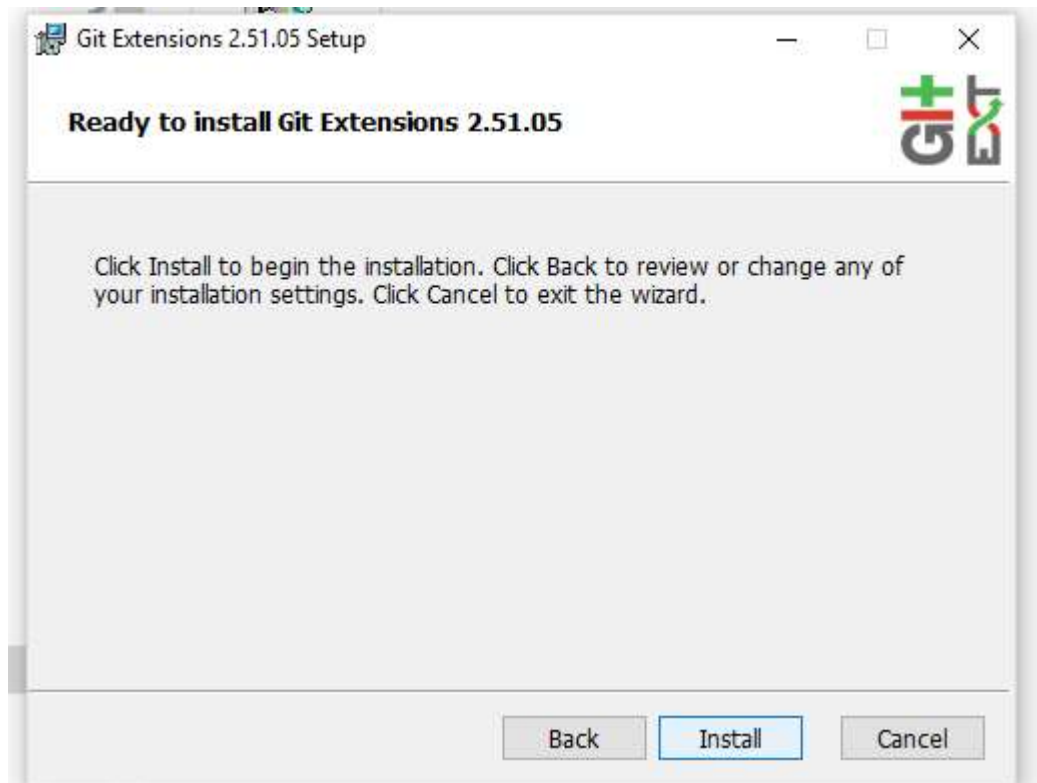 Git Extensions 2.51.05 Setup
Ready to install Git Extensions 2.51.05
Git
EXT
Click Install to begin the installation. Click Back to review or change any of
your installation settings. Click Cancel to exit the wizard.
Back
Install
Cancel